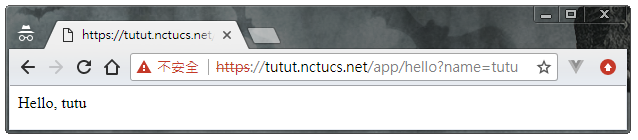 https://tutut.nctucs.net
不安全 https://tutut.nctucs.net/app/hello?name=tutu
Hello, tutu